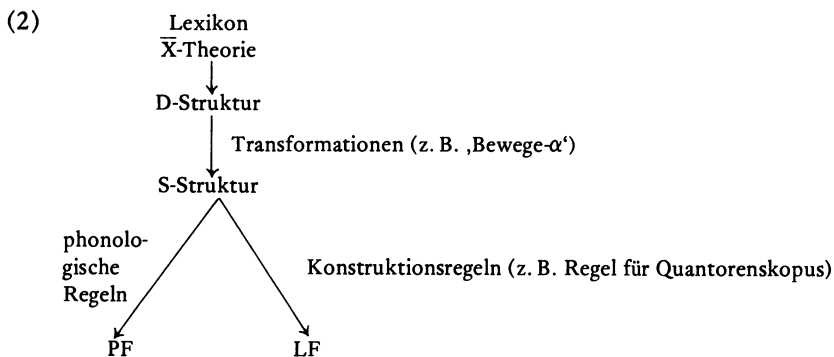 (2)
Lexikon
X̅-Theorie
D-Struktur
Transformationen (z. B. ‚Bewege-α‘)
S-Struktur
phonolo-
gische
Regeln
Konstruktionsregeln (z. B. Regel für Quantorenskopus)
PF
LF